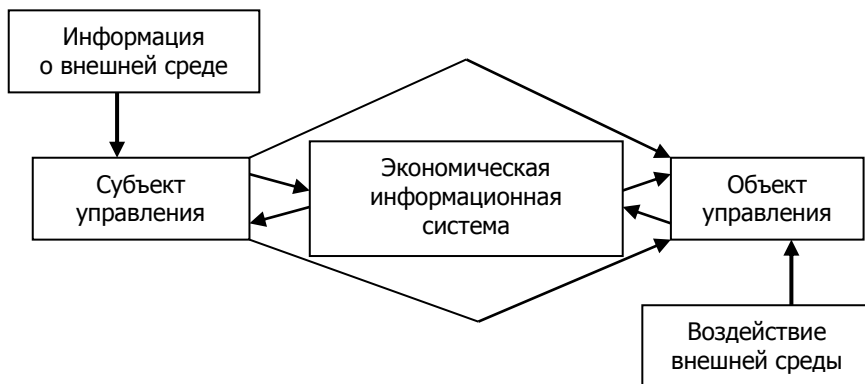 Информация
о внешней среде
Субъект
управления
Экономическая
информационная
система
Объект
управления
Воздействие
внешней среды